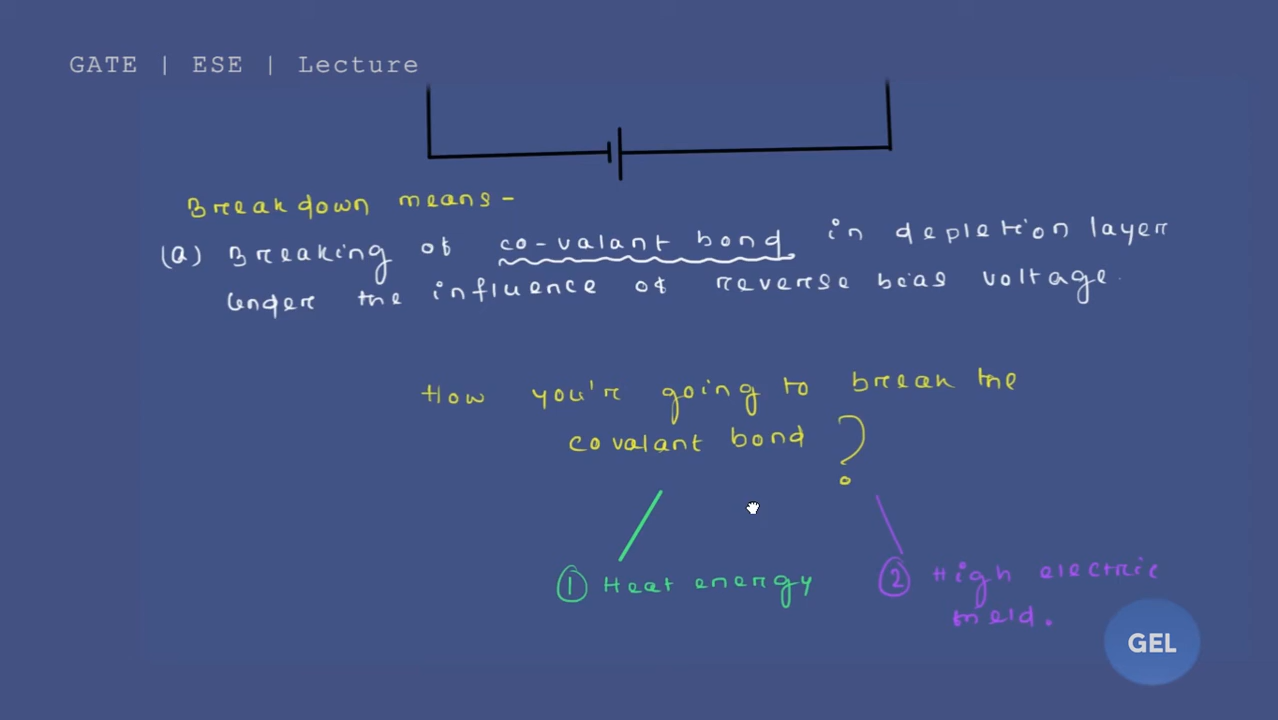 GATE | ESE | Lecture
Breakdown means-
(a) Breaking of co-valant bond in depletion layer
under the influence of reverse bias voltage.
How you're going to break the
covalant bond ?
① Heat energy
② High electric
field.
GEL